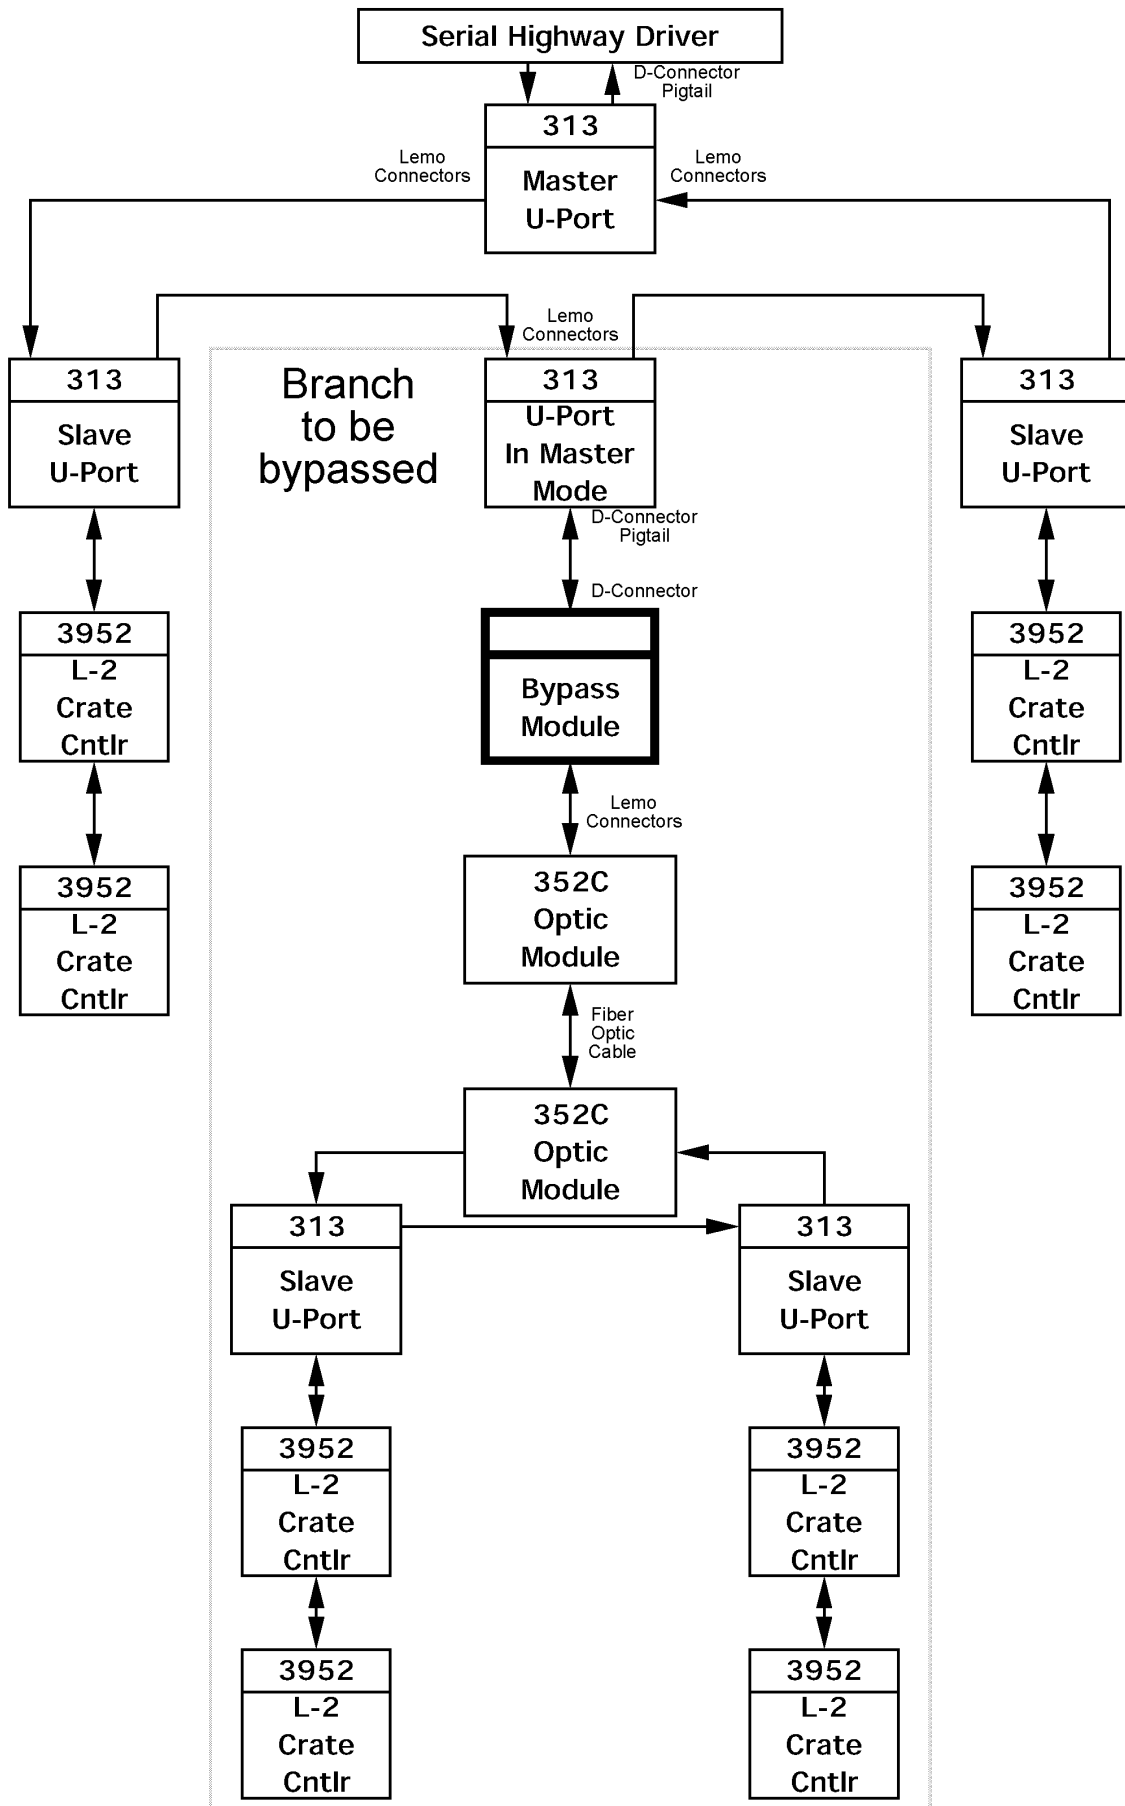 Serial Highway Driver
D-Connector
Pigtail
313
Master
U-Port
Lemo
Connectors
Lemo
Connectors
Lemo
Connectors
313
Slave
U-Port
Branch
to be
bypassed
313
U-Port
In Master
Mode
313
Slave
U-Port
D-Connector
Pigtail
D-Connector
3952
L-2
Crate
Cntlr
Bypass
Module
3952
L-2
Crate
Cntlr
Lemo
Connectors
3952
L-2
Crate
Cntlr
352C
Optic
Module
3952
L-2
Crate
Cntlr
Fiber
Optic
Cable
352C
Optic
Module
313
Slave
U-Port
313
Slave
U-Port
3952
L-2
Crate
Cntlr
3952
L-2
Crate
Cntlr
3952
L-2
Crate
Cntlr
3952
L-2
Crate
Cntlr